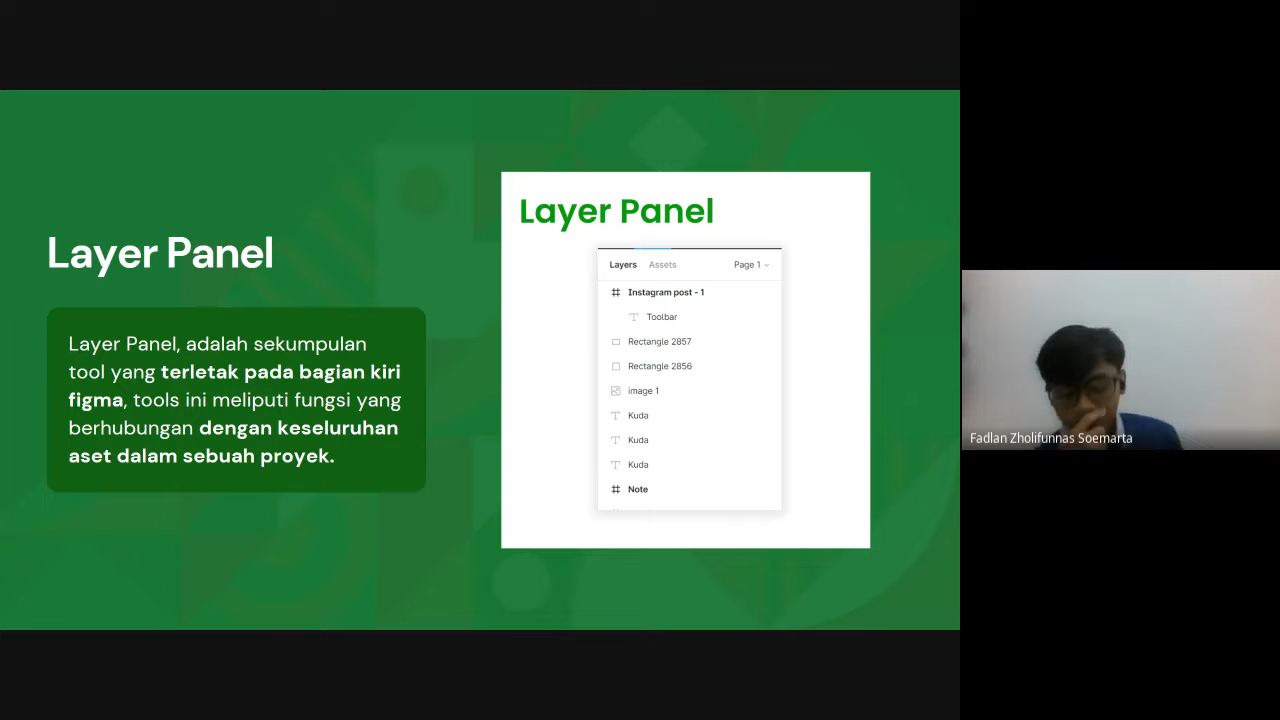 Layer Panel
Layer Panel, adalah sekumpulan
tool yang terletak pada bagian kiri
figma, tools ini meliputi fungsi yang
berhubungan dengan keseluruhan
aset dalam sebuah proyek.
Layer Panel
Layers Assets Page 1
Instagram post - 1
Toolbar
Rectangle 2857
Rectangle 2856
image 1
Kuda
Kuda
Kuda
Note
Fadlan Zholifunnas Soemarta